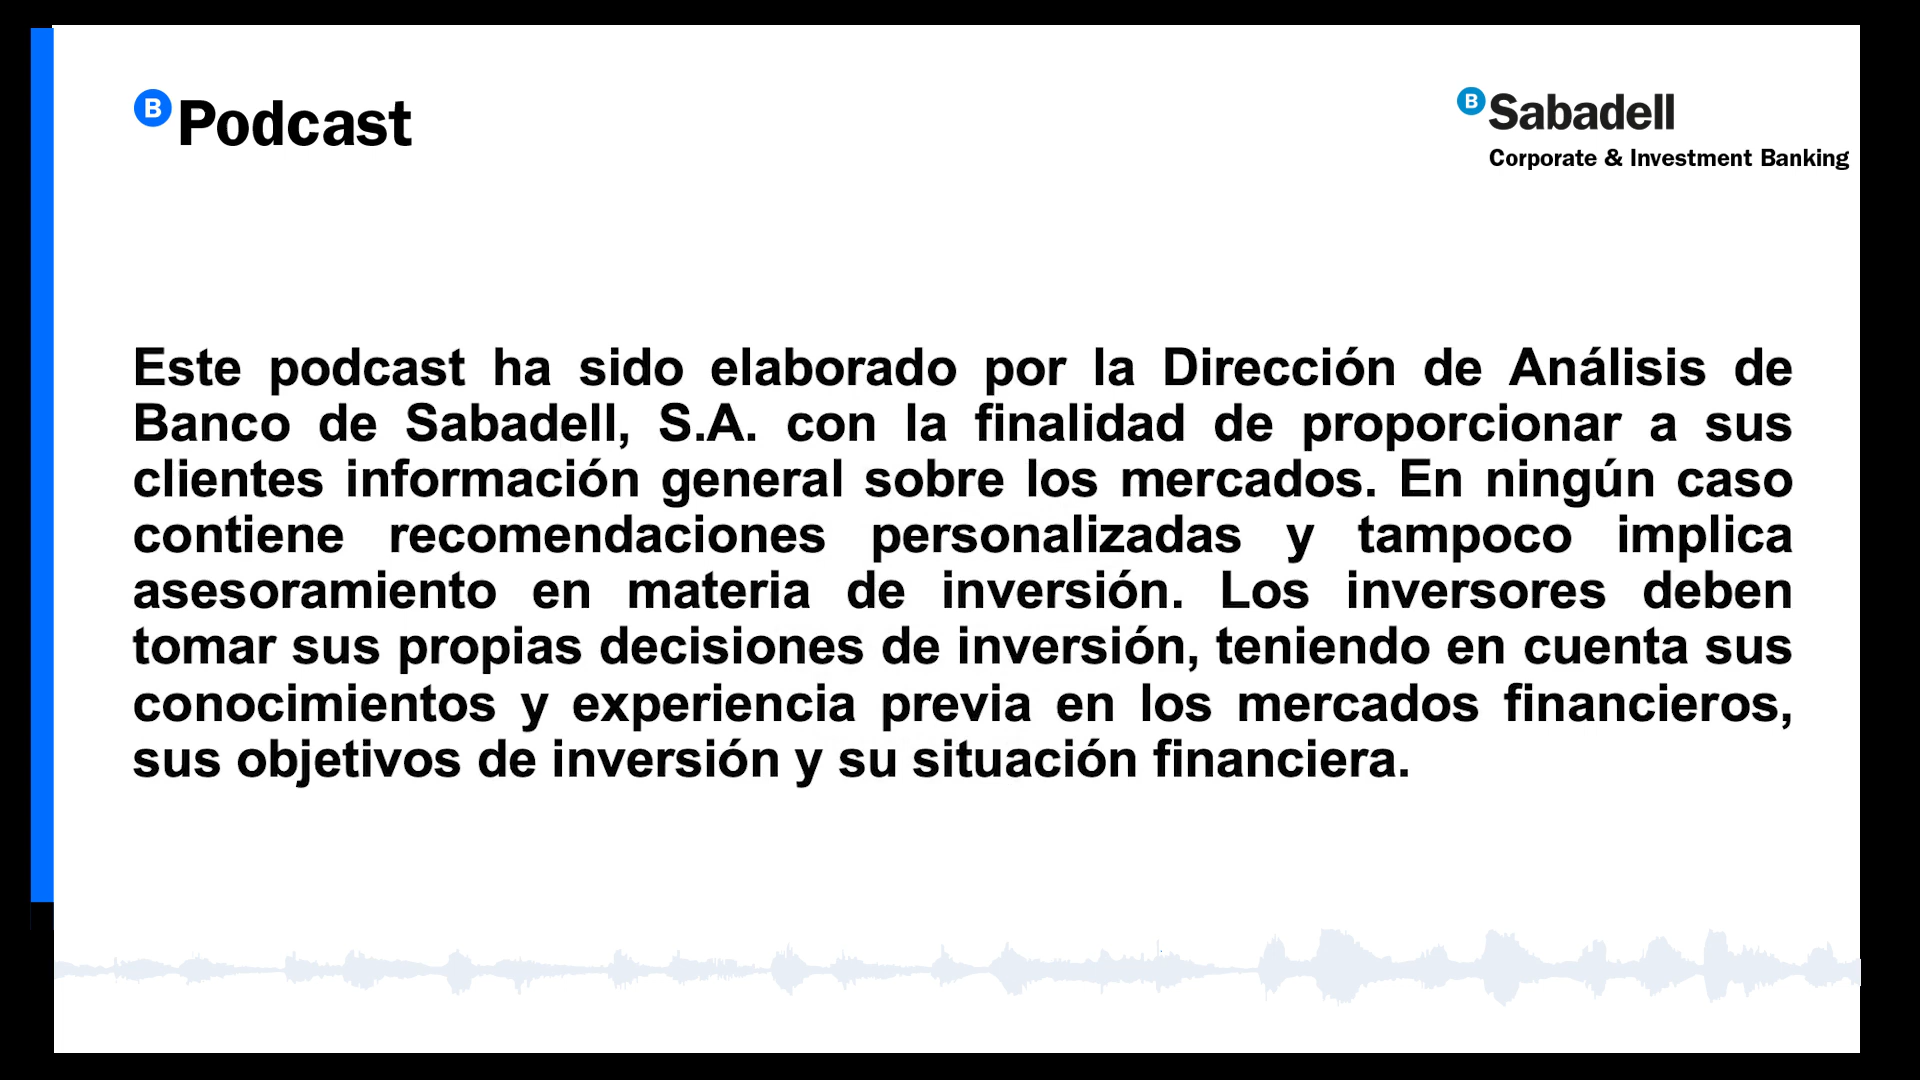 B Podcast
B Sabadell
Corporate & Investment Banking
Este podcast ha sido elaborado por la Dirección de Análisis de
Banco de Sabadell, S.A. con la finalidad de proporcionar a sus
clientes información general sobre los mercados. En ningún caso
contiene recomendaciones personalizadas y tampoco implica
asesoramiento en materia de inversión. Los inversores deben
tomar sus propias decisiones de inversión, teniendo en cuenta sus
conocimientos y experiencia previa en los mercados financieros,
sus objetivos de inversión y su situación financiera.